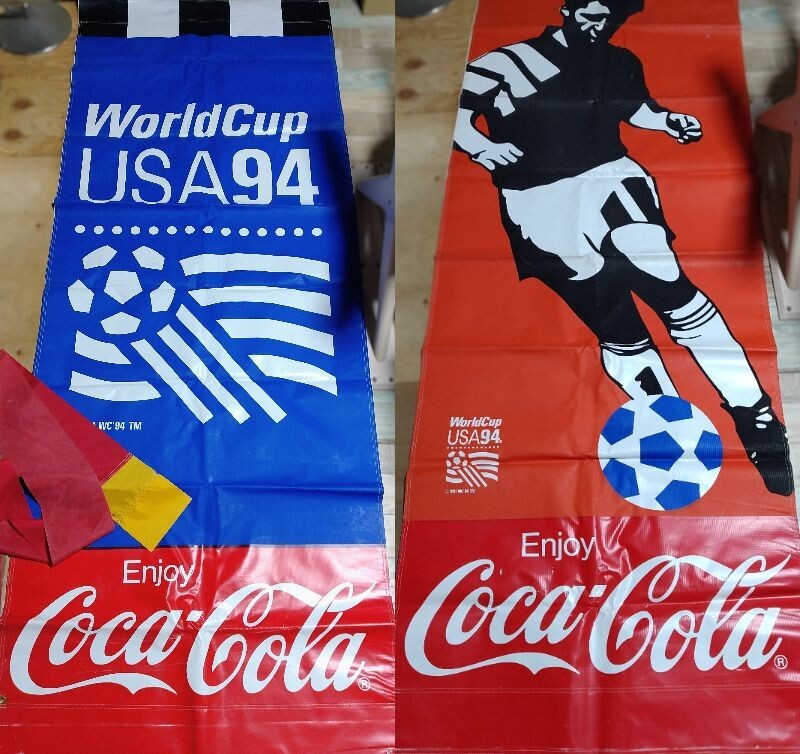 WorldCup
USA94
WC'94 TM
Enjoy
Coca-Cola
®
WorldCup
USA94.
Enjoy
Coca-Cola
®